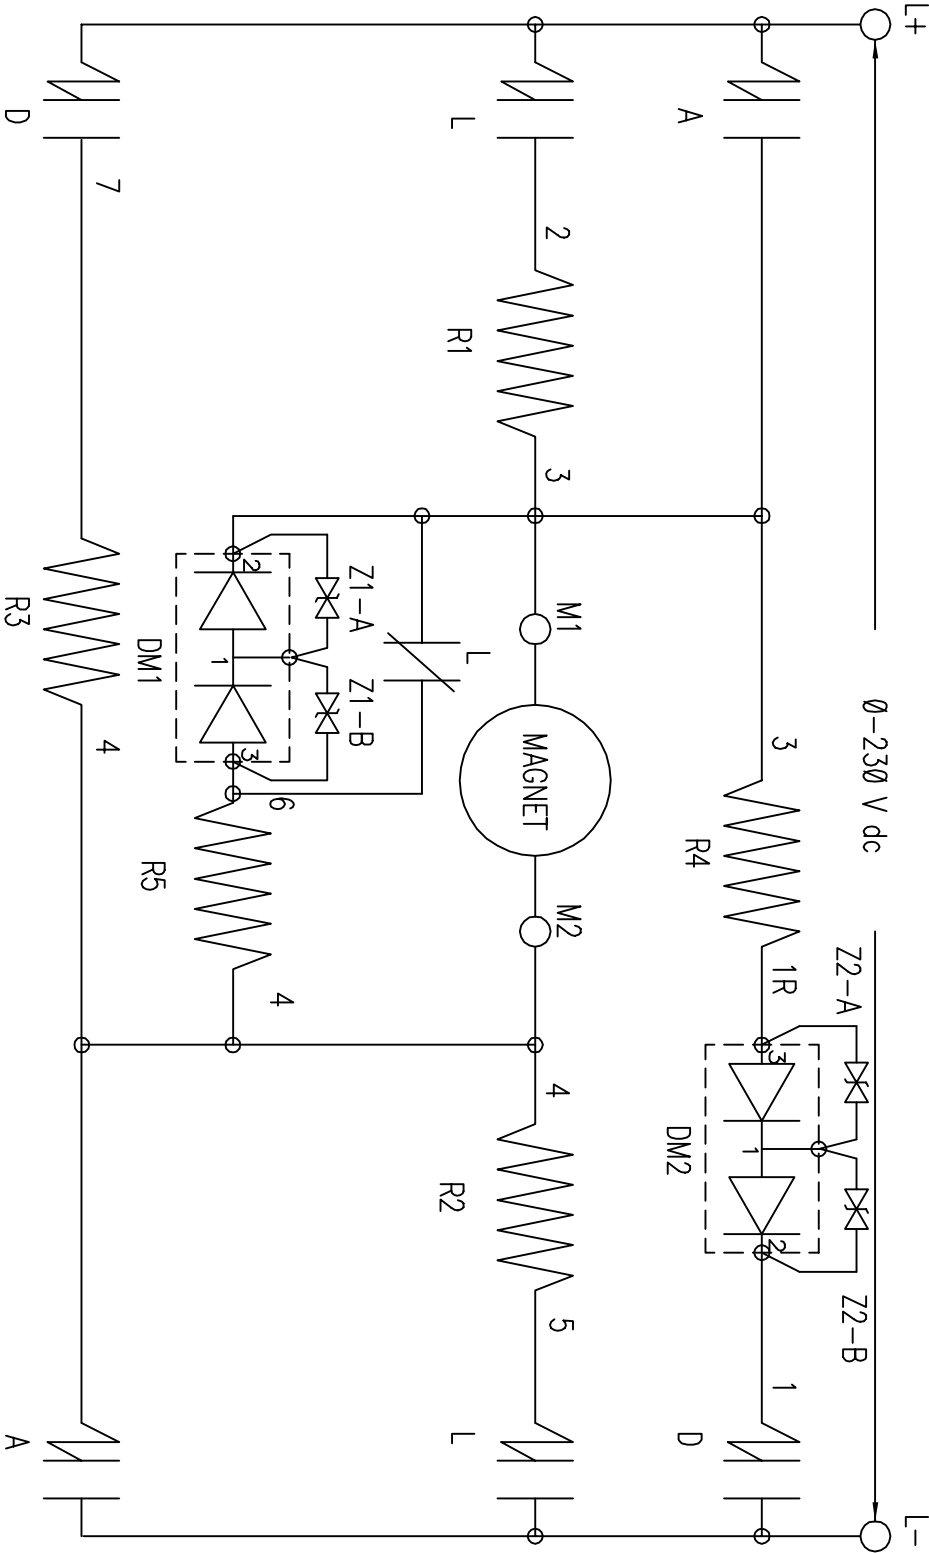 L+
0-230 V dc
L-
Z2-A
Z2-B
A
3
R4
1R
3
1
2
DM2
1
D
L
2
R1
3
M1
MAGNET
M2
4
R2
5
L
L
Z1-A
Z1-B
2
1
3
DM1
6
R5
4
D
7
R3
4
A